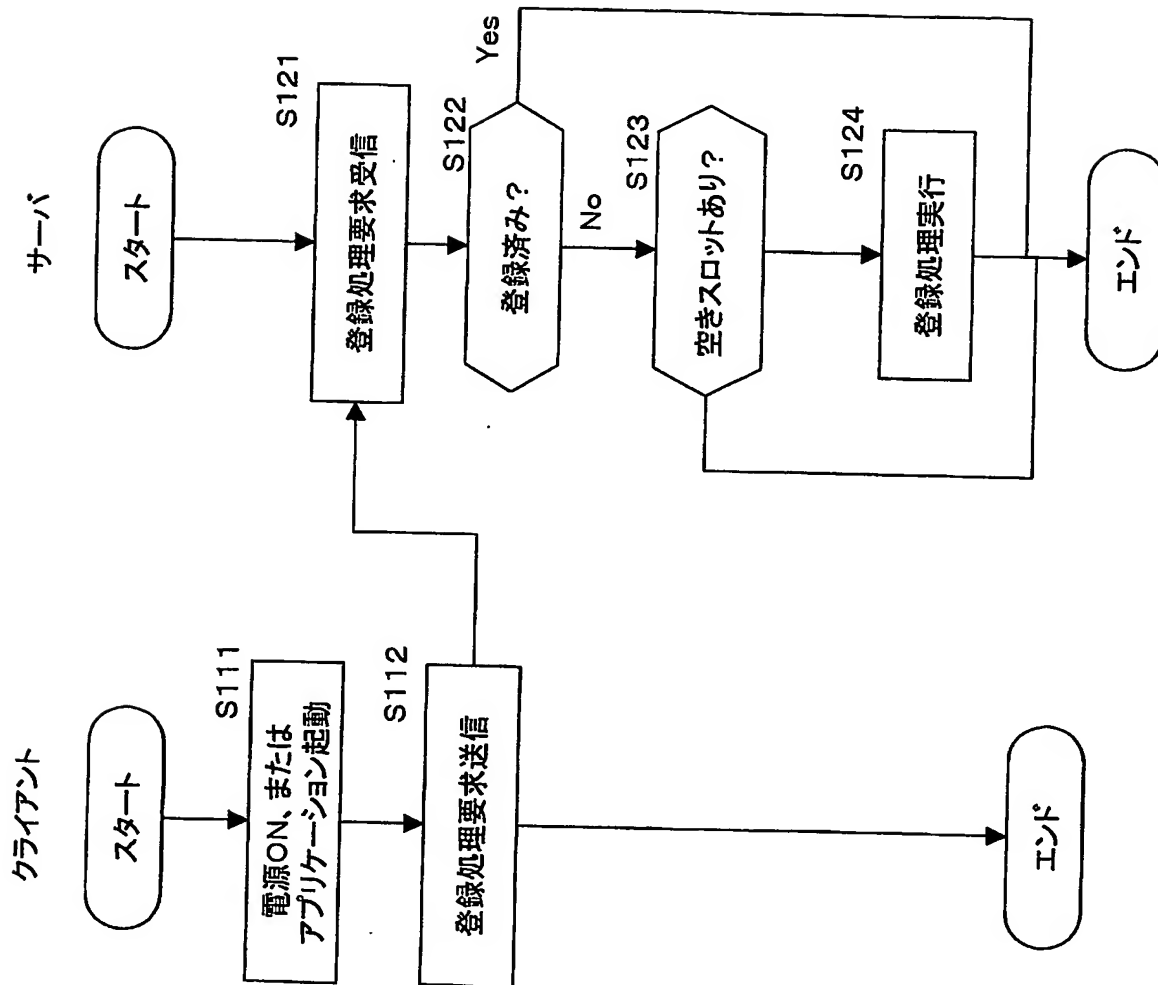 クライアント
スタート
S111
電源ON、または
アプリケーション起動
S112
登録処理要求送信
エンド
サーバ
スタート
S121
登録処理要求受信
S122
登録済み?
Yes
No
S123
空きスロットあり?
S124
登録処理実行
エンド